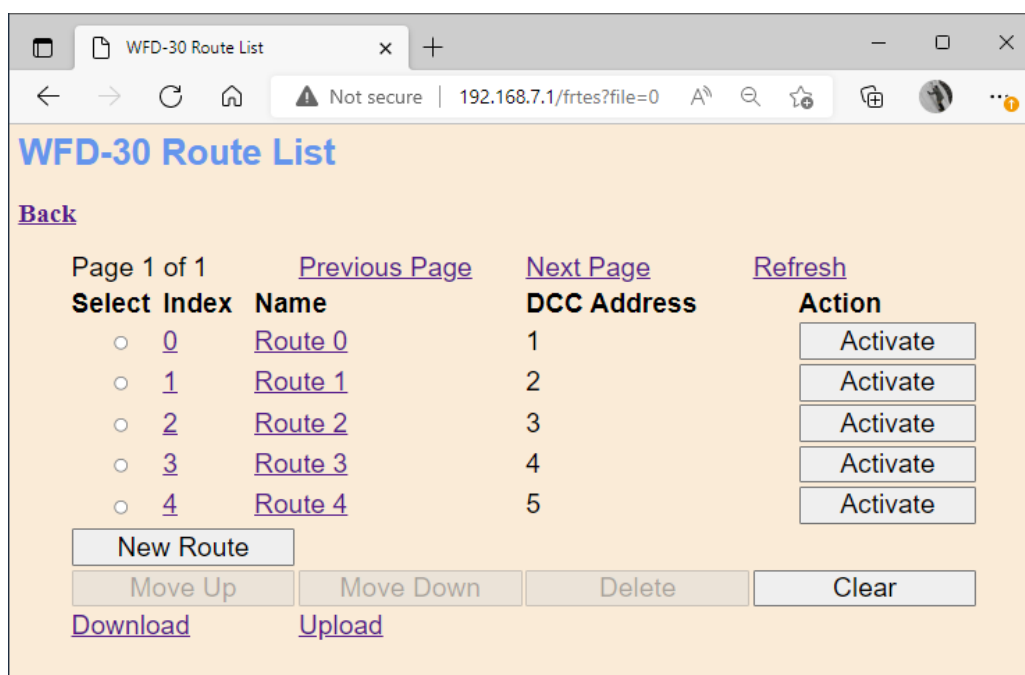 WFD-30 Route List
Not secure | 192.168.7.1/frtes?file=0
WFD-30 Route List
Back
Page 1 of 1 Previous Page Next Page Refresh
Select Index Name DCC Address Action
0 Route 0 1 Activate
1 Route 1 2 Activate
2 Route 2 3 Activate
3 Route 3 4 Activate
4 Route 4 5 Activate
New Route
Move Up Move Down Delete Clear
Download Upload